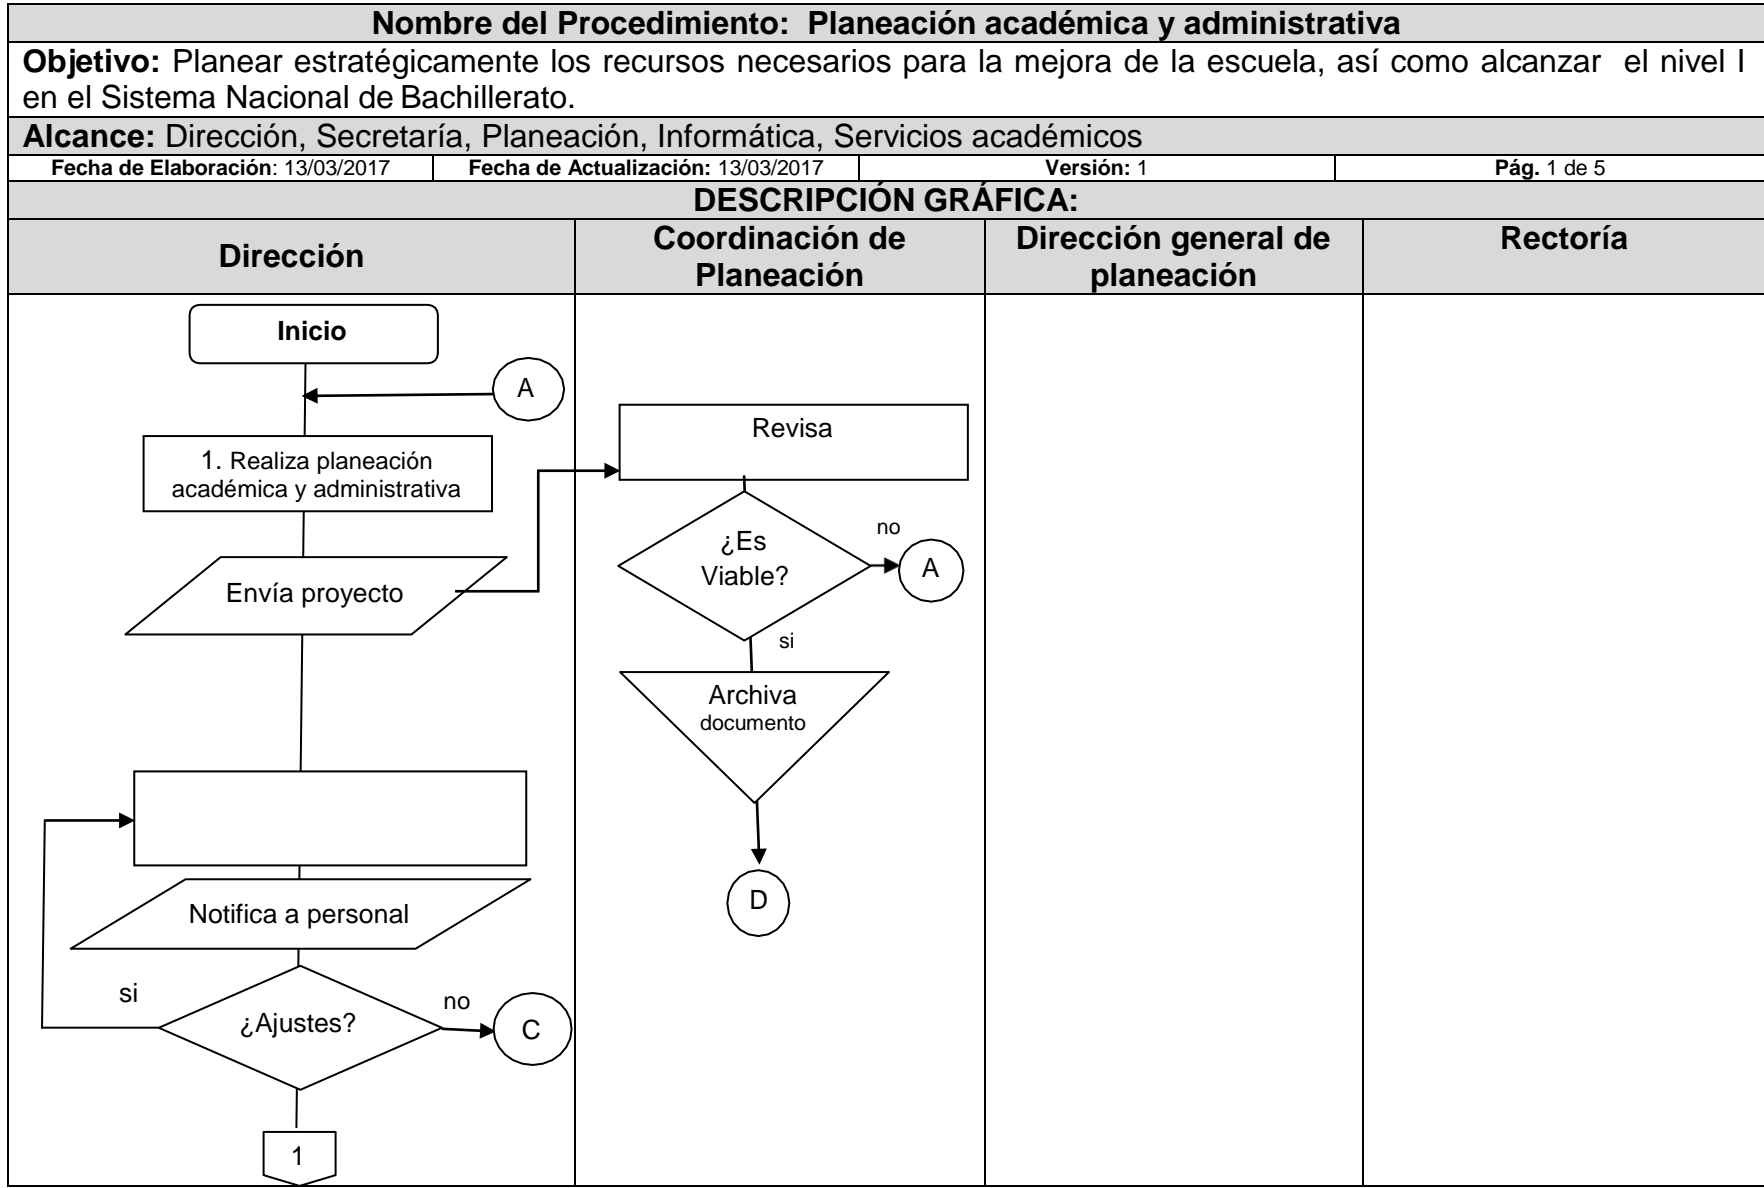 Nombre del Procedimiento: Planeación académica y administrativa
Objetivo: Planear estratégicamente los recursos necesarios para la mejora de la escuela, así como alcanzar el nivel I
en el Sistema Nacional de Bachillerato.
Alcance: Dirección, Secretaría, Planeación, Informática, Servicios académicos
Fecha de Elaboración: 13/03/2017
Fecha de Actualización: 13/03/2017
Versión: 1
Pág. 1 de 5
DESCRIPCIÓN GRÁFICA:
Dirección
Coordinación de
Planeación
Dirección general de
planeación
Rectoría
Inicio
A
1. Realiza planeación
académica y administrativa
Envía proyecto
Notifica a personal
si
¿Ajustes?
no
C
1
Revisa
¿Es
Viable?
no
A
si
Archiva
documento
D